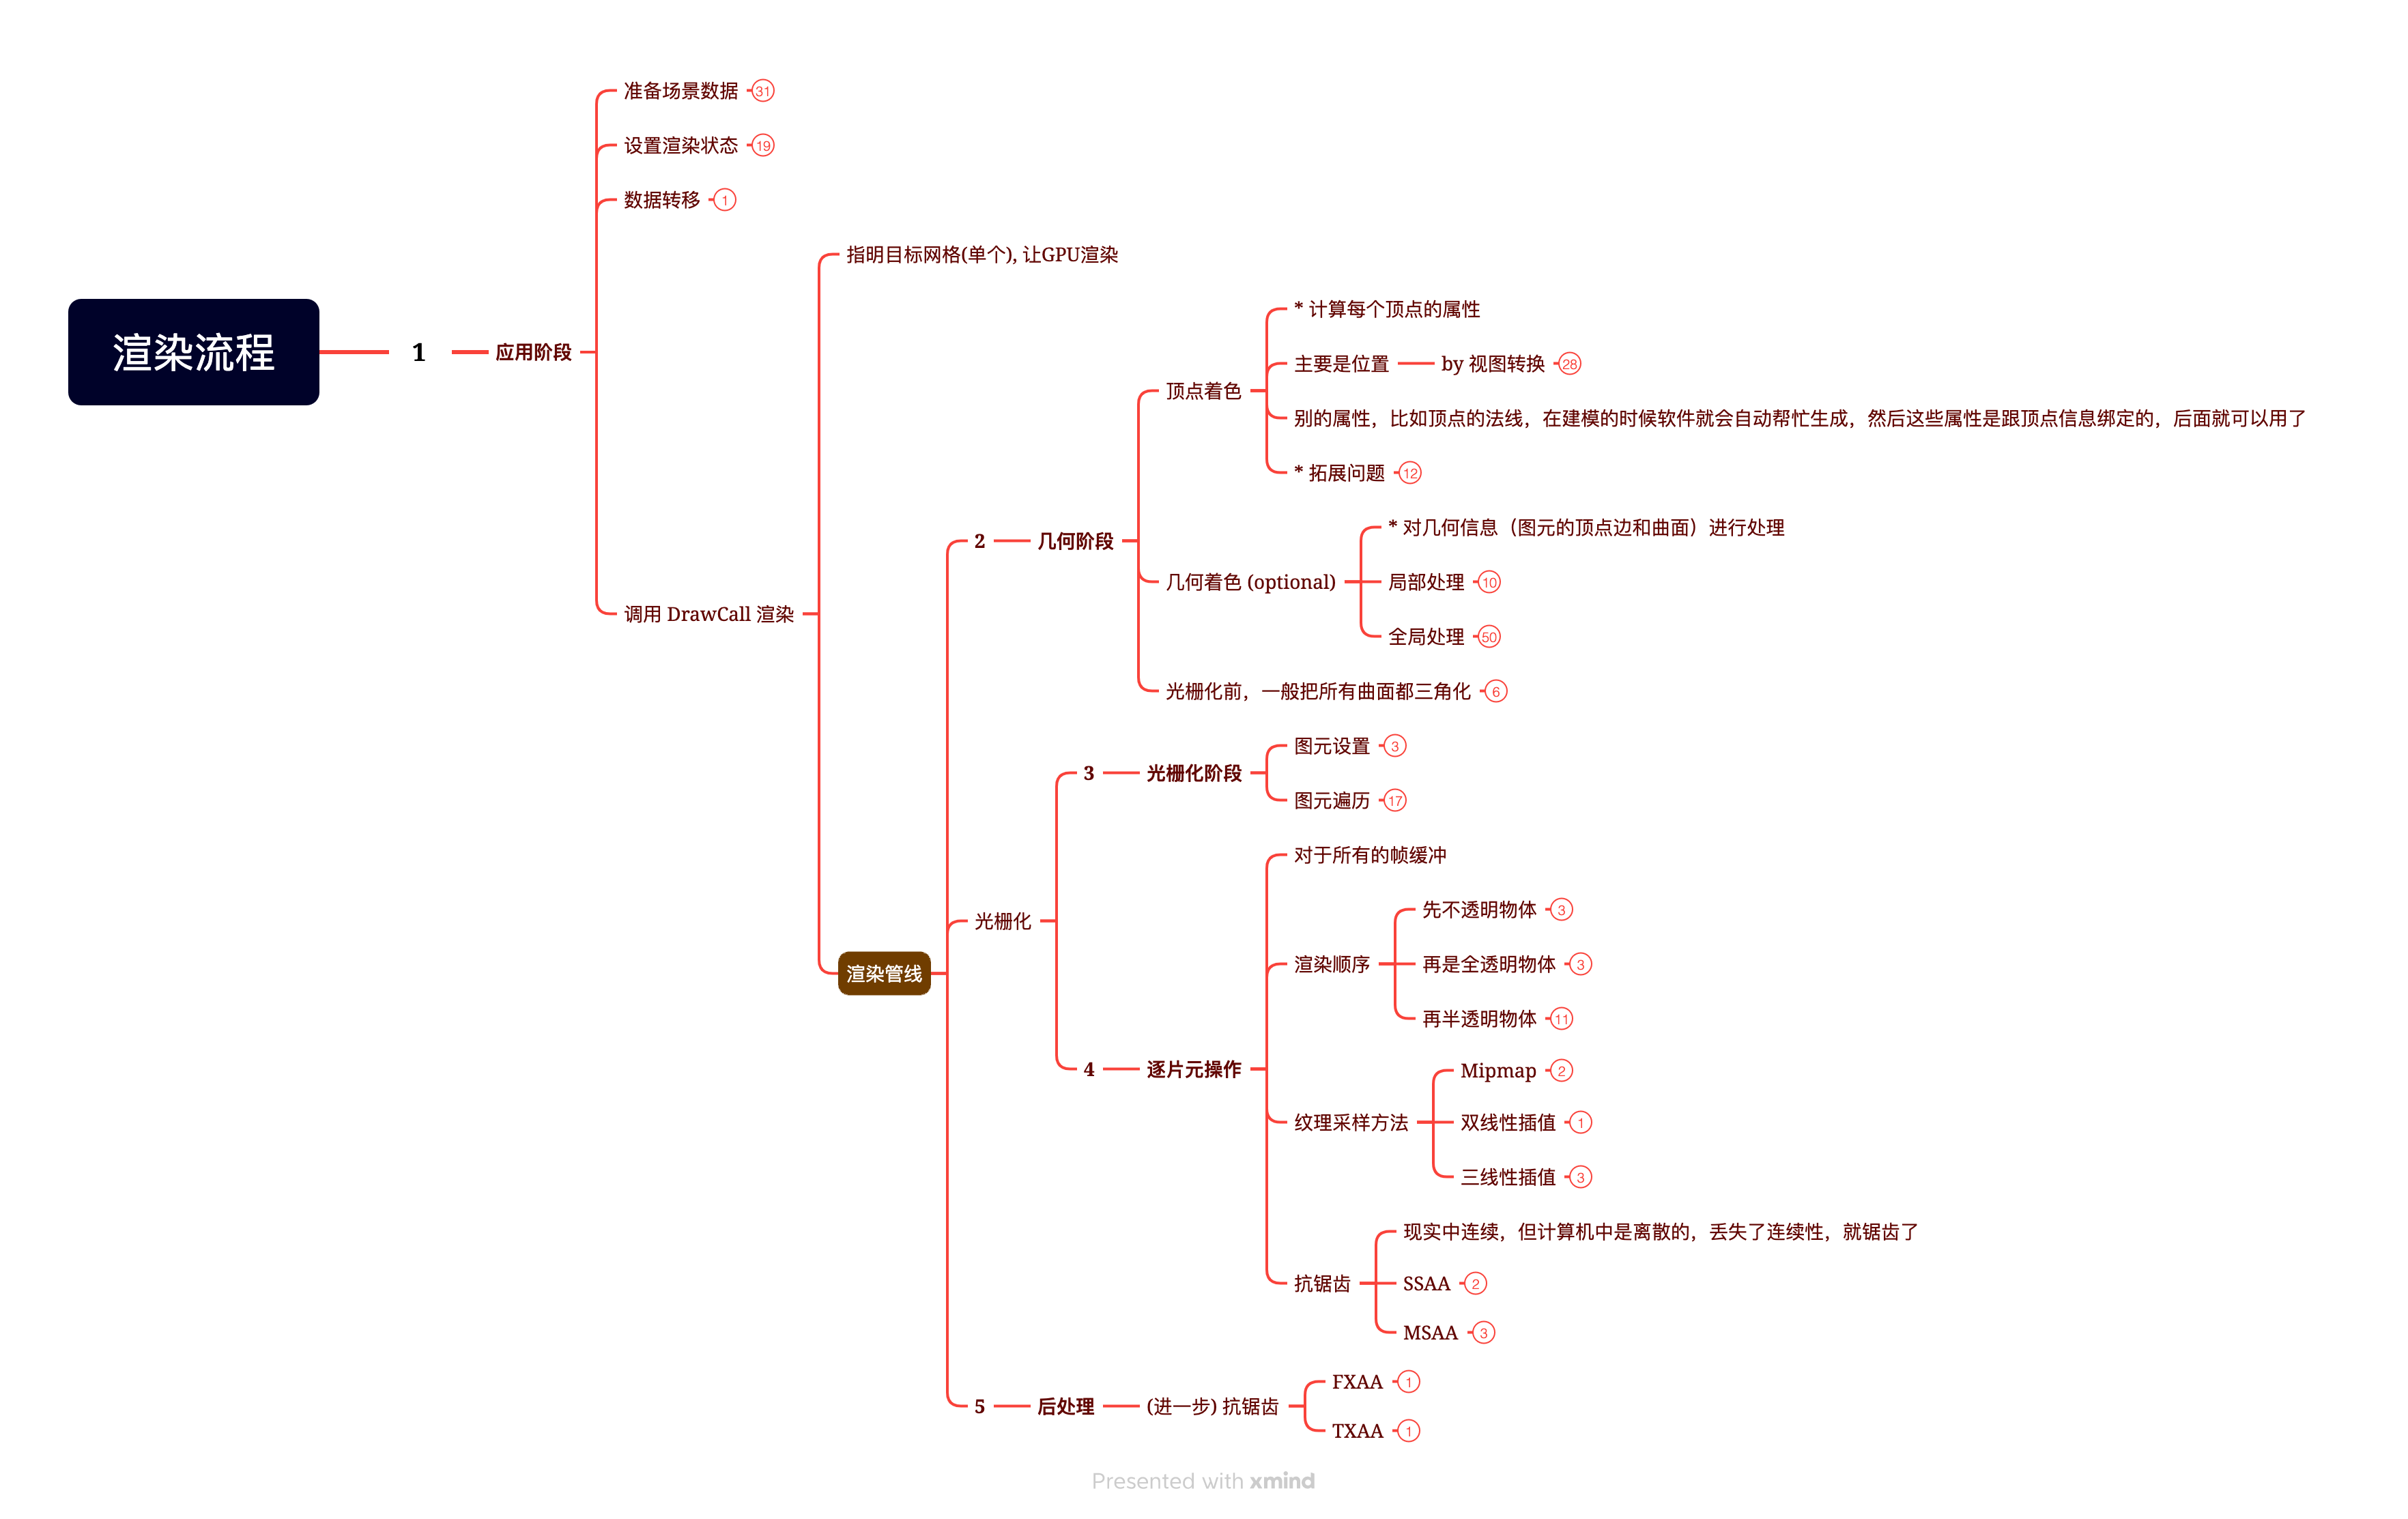 渲染流程
1
应用阶段
准备场景数据 31
设置渲染状态 19
数据转移 1
调用 DrawCall 渲染
指明目标网格(单个), 让GPU渲染
渲染管线
2
几何阶段
顶点着色
* 计算每个顶点的属性
主要是位置
by 视图转换 28
别的属性，比如顶点的法线，在建模的时候软件就会自动帮忙生成，然后这些属性是跟顶点信息绑定的，后面就可以用了
* 拓展问题 12
几何着色 (optional)
* 对几何信息（图元的顶点边和曲面）进行处理
局部处理 10
全局处理 50
光栅化前，一般把所有曲面都三角化 6
光栅化
3
光栅化阶段
图元设置 3
图元遍历 17
4
逐片元操作
对于所有的帧缓冲
渲染顺序
先不透明物体 3
再是全透明物体 3
再半透明物体 11
纹理采样方法
Mipmap 2
双线性插值 1
三线性插值 3
抗锯齿
现实中连续，但计算机中是离散的，丢失了连续性，就锯齿了
SSAA 2
MSAA 3
5
后处理
(进一步) 抗锯齿
FXAA 1
TXAA 1
Presented with xmind